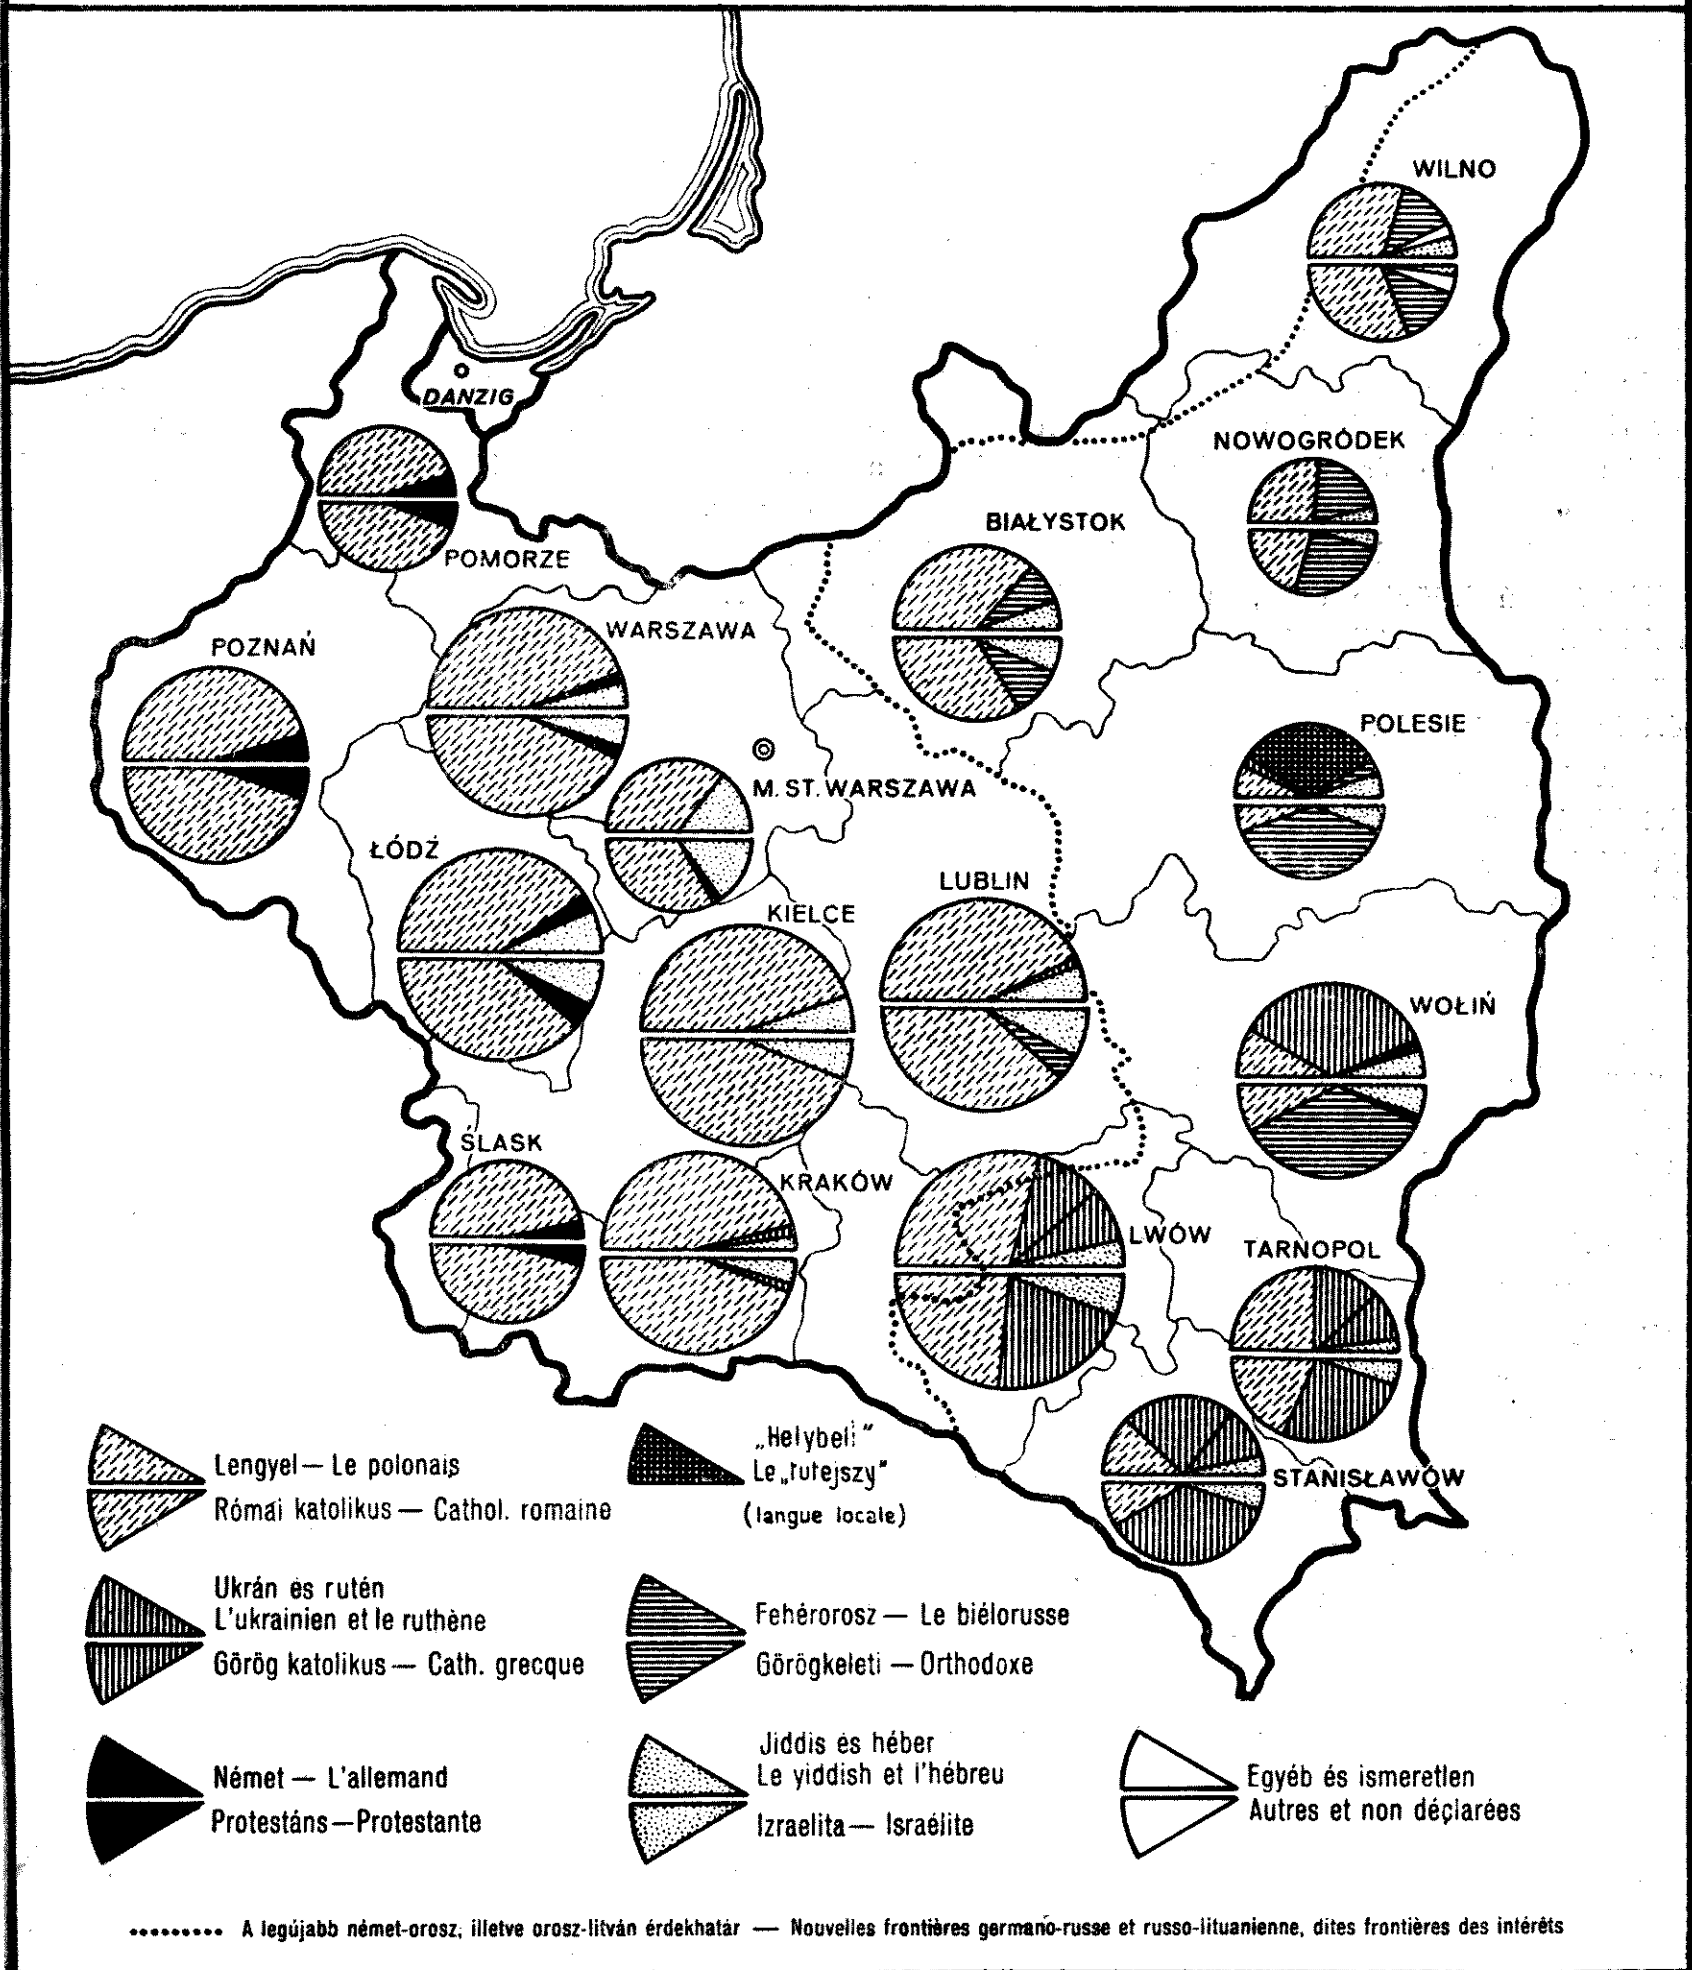 WILNO
DANZIG
NOWOGRÓDEK
BIAŁYSTOK
POMORZE
WARSZAWA
POZNAŃ
POLESIE
M. ST. WARSZAWA
ŁÓDŹ
LUBLIN
KIELCE
WOŁIŃ
ŚLASK
KRAKÓW
LWÓW
TARNOPOL
STANISŁAWÓW
Lengyel — Le polonais
Római katolikus — Cathol. romaine
„Helybeli"
Le „tutejszy"
(langue locale)
Ukrán és rutén
L'ukrainien et le ruthène
Görög katolikus — Cath. grecque
Fehérorosz — Le biélorusse
Görögkeleti — Orthodoxe
Német — L'allemand
Protestáns — Protestante
Jiddis és héber
Le yiddish et l'hébreu
Izraelita — Israélite
Egyéb és ismeretlen
Autres et non déclarées
A legújabb német-orosz, illetve orosz-litván érdekhatár — Nouvelles frontières germano-russe et russo-lituanienne, dites frontières des intérêts